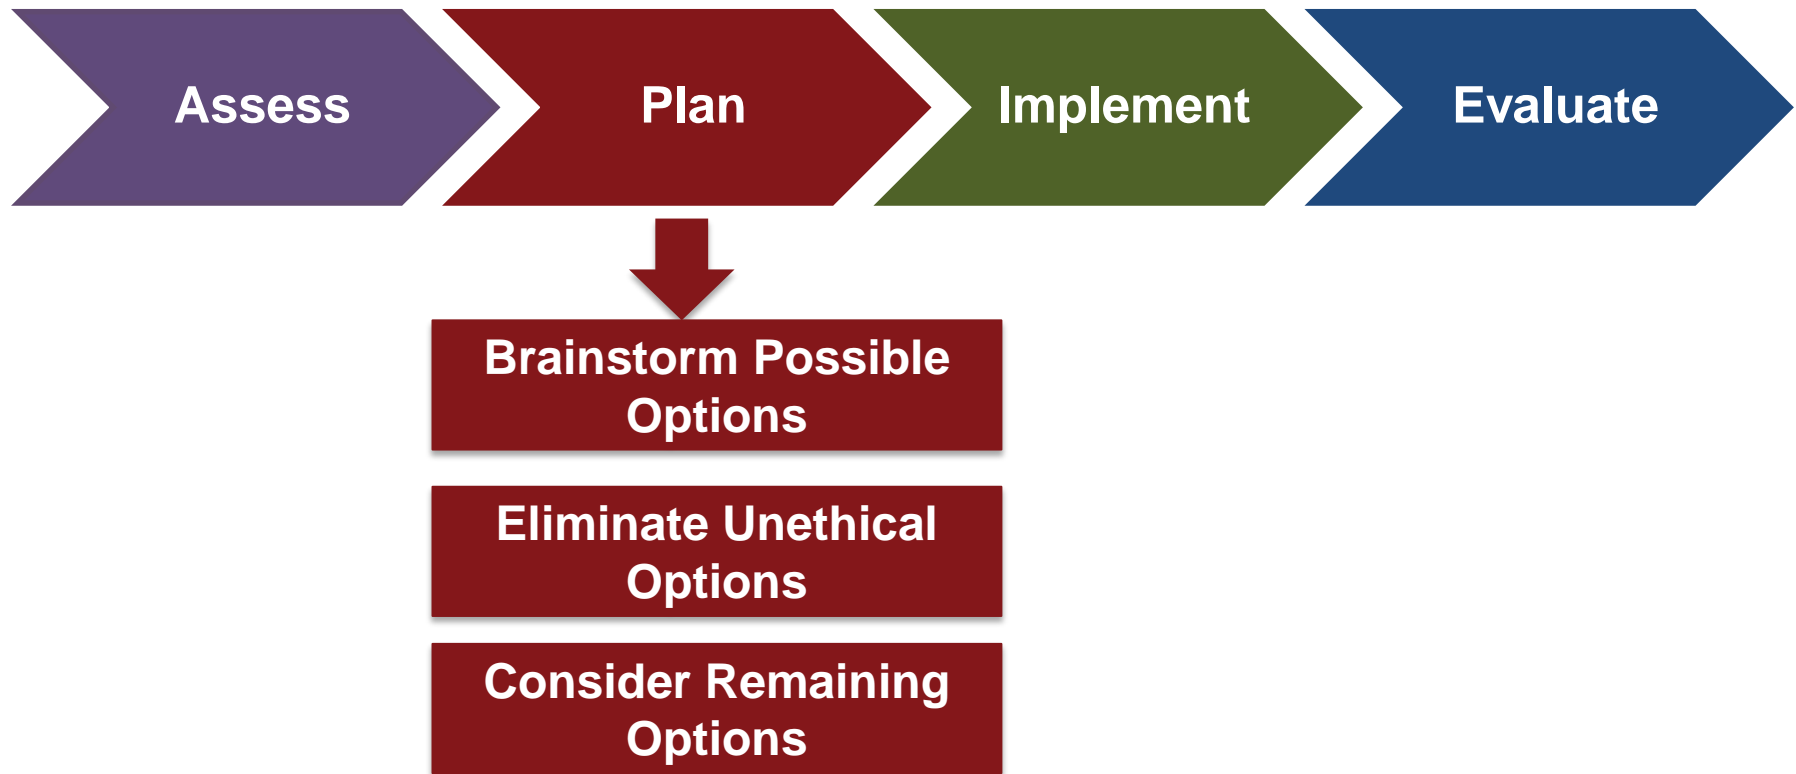 Assess
Plan
Implement
Evaluate
Brainstorm Possible
Options
Eliminate Unethical
Options
Consider Remaining
Options